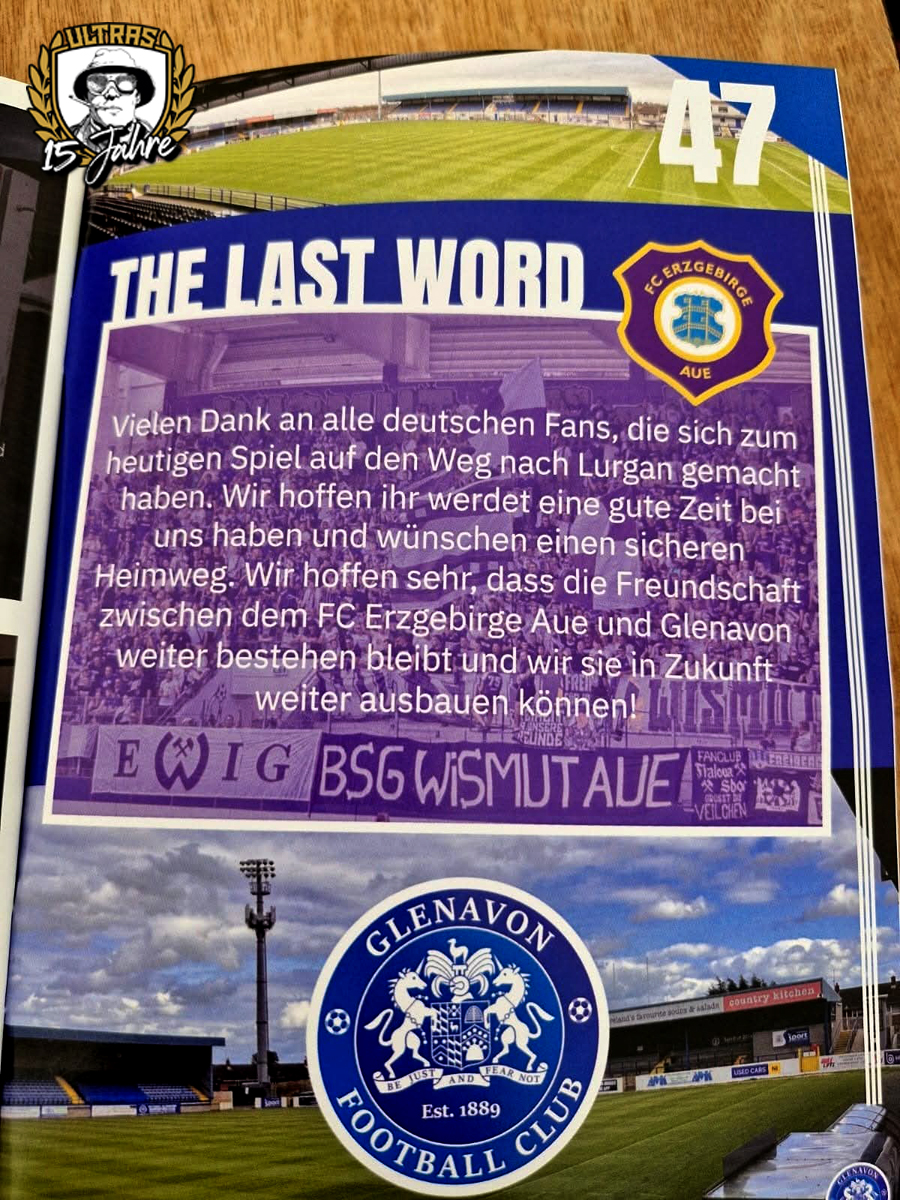 ULTRAS
15 Jahre
47
THE LAST WORD
FC ERZGEBIRGE
AUE
Vielen Dank an alle deutschen Fans, die sich zum
heutigen Spiel auf den Weg nach Lurgan gemacht
haben. Wir hoffen ihr werdet eine gute Zeit bei
uns haben und wünschen einen sicheren
Heimweg. Wir hoffen sehr, dass die Freundschaft
zwischen dem FC Erzgebirge Aue und Glenavon
weiter bestehen bleibt und wir sie in Zukunft
weiter ausbauen können!
WISMUT
EWIG
BSG WISMUT AUE
FANCLUB
VEILCHEN
GLENAVON
BE JUST AND FEAR NOT
Est. 1889
FOOTBALL CLUB
country kitchen
USED CARS
GLENAVON